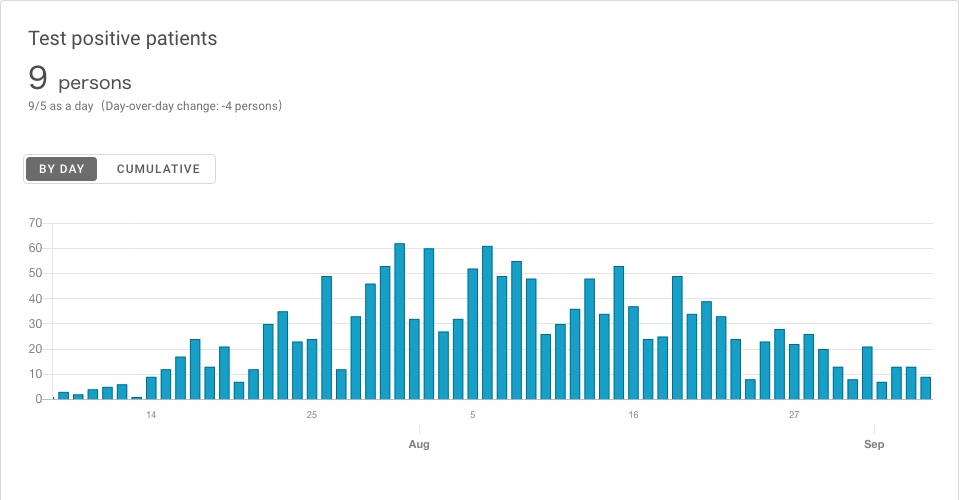 Test positive patients
9 persons
9/5 as a day（Day-over-day change: -4 persons）
BY DAY CUMULATIVE
70
60
50
40
30
20
10
0
14 25 5 16 27
Aug Sep